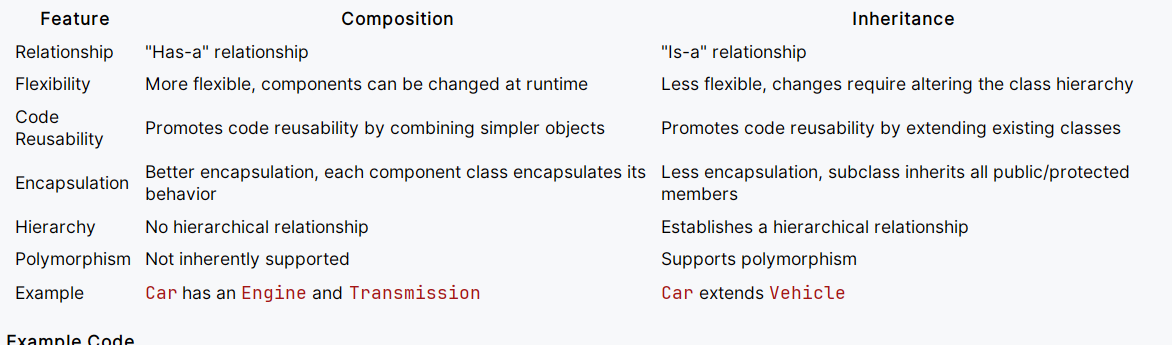 Feature Composition Inheritance
Relationship "Has-a" relationship "Is-a" relationship
Flexibility More flexible, components can be changed at runtime Less flexible, changes require altering the class hierarchy
Code
Reusability Promotes code reusability by combining simpler objects Promotes code reusability by extending existing classes
Encapsulation Better encapsulation, each component class encapsulates its
behavior Less encapsulation, subclass inherits all public/protected
members
Hierarchy No hierarchical relationship Establishes a hierarchical relationship
Polymorphism Not inherently supported Supports polymorphism
Example Car has an Engine and Transmission Car extends Vehicle
Example Code